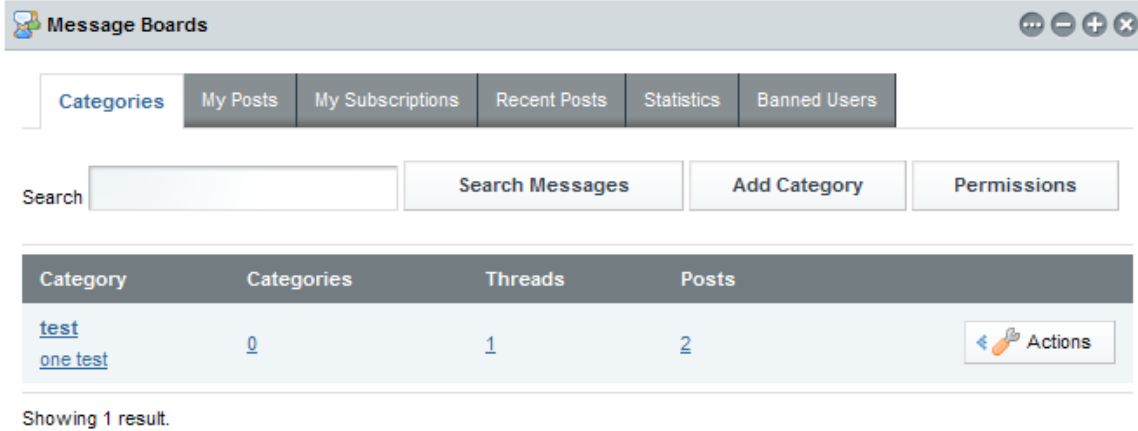 Message Boards
Categories My Posts My Subscriptions Recent Posts Statistics Banned Users
Search Search Messages Add Category Permissions
Category Categories Threads Posts
test
one test 0 1 2 Actions
Showing 1 result.